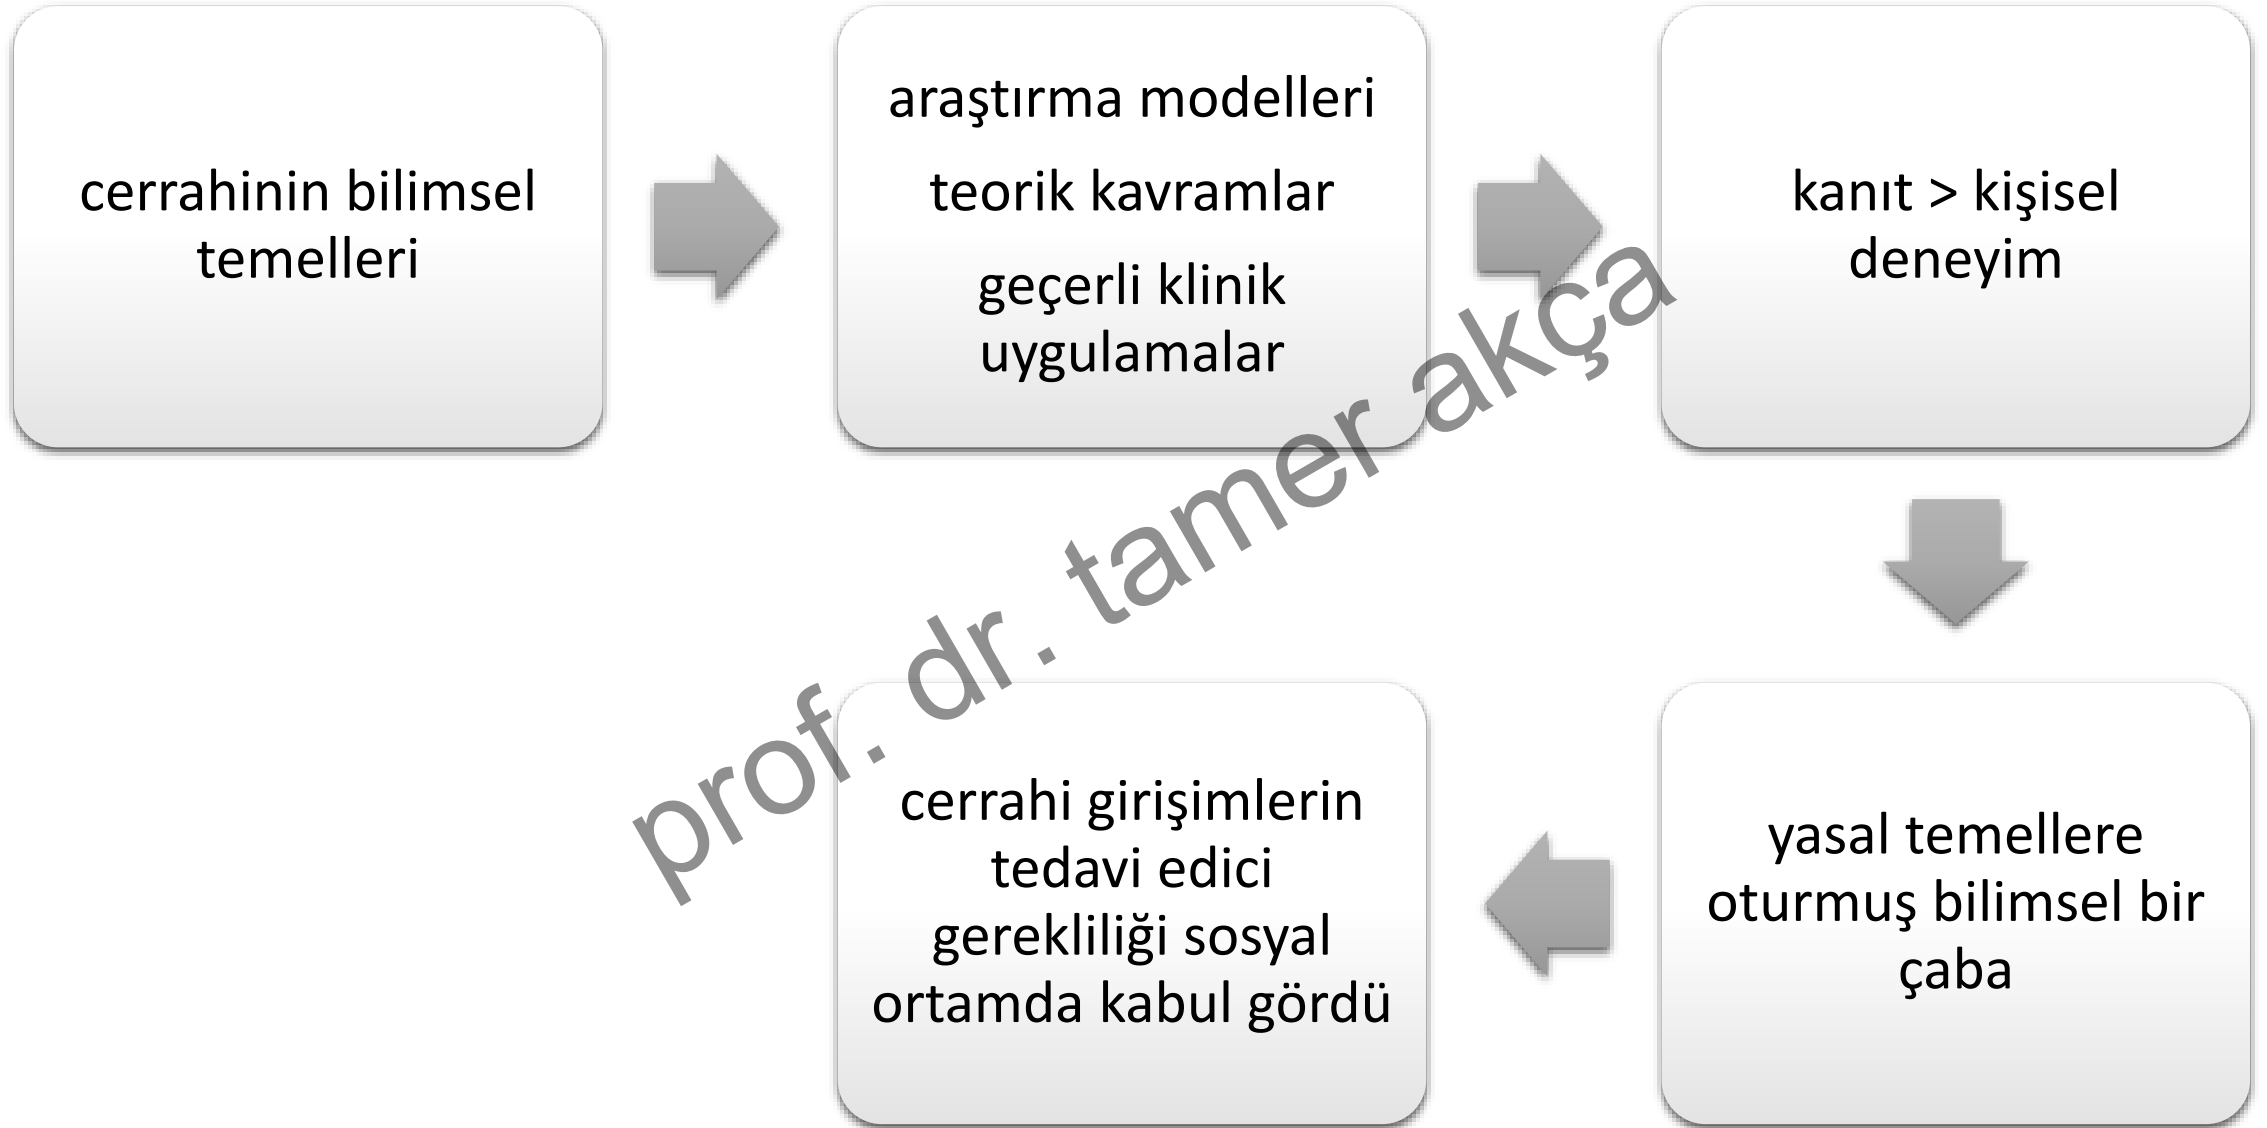 cerrahinin bilimsel
temelleri
araştırma modelleri
teorik kavramlar
geçerli klinik
uygulamalar
kanıt > kişisel
deneyim
yasal temellere
oturmuş bilimsel bir
çaba
cerrahi girişimlerin
tedavi edici
gerekliliği sosyal
ortamda kabul gördü
prof. dr. tamer akça